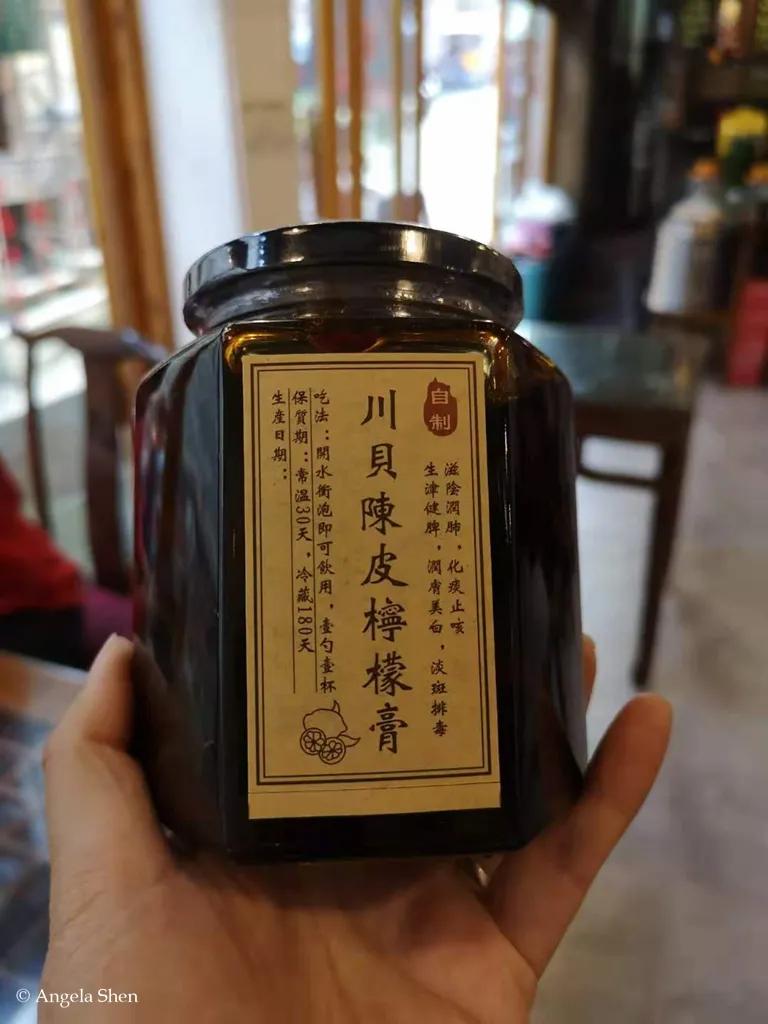 自制
滋陰潤肺，化痰止咳
生津健脾，潤膚美白，淡斑排毒
川貝陳皮檸檬膏
吃法：開水衝泡即可飲用，壹勺壹杯
保質期：常溫30天，冷藏180天
生産日期：
© Angela Shen